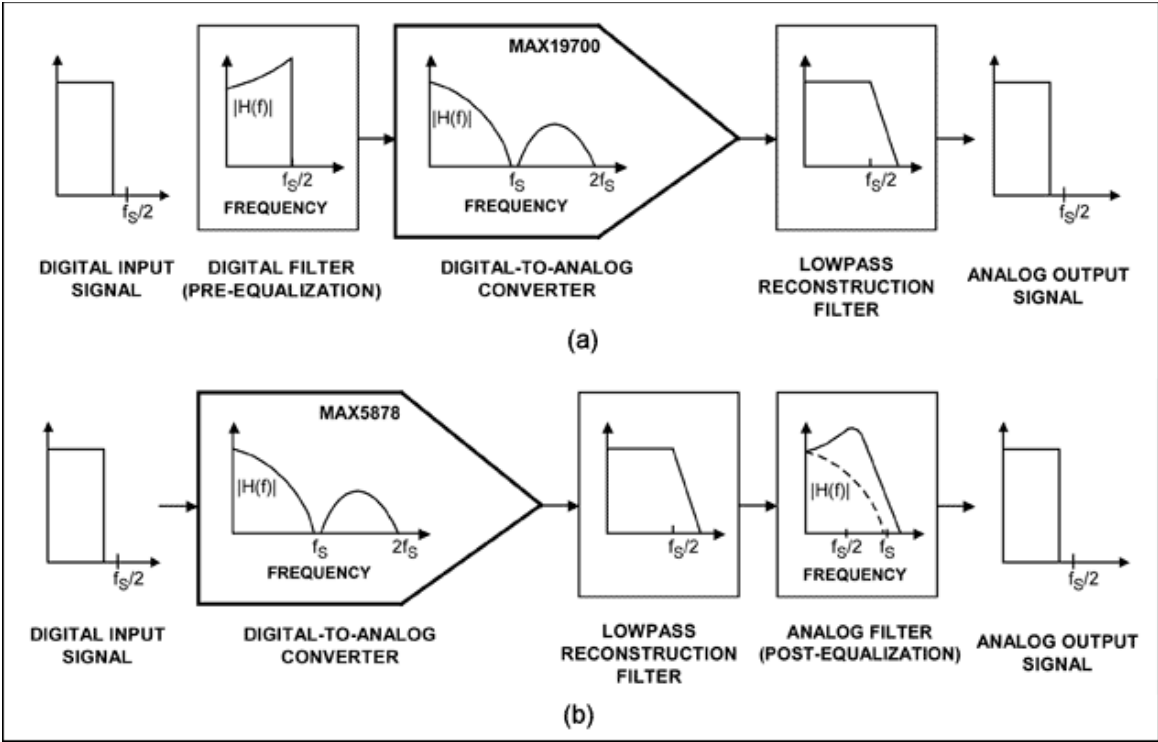 MAX19700
|H(f)|
|H(f)|
fS/2
fS/2
FREQUENCY
fS
2fS
FREQUENCY
fS/2
fS/2
DIGITAL INPUT
SIGNAL
DIGITAL FILTER
(PRE-EQUALIZATION)
DIGITAL-TO-ANALOG
CONVERTER
LOWPASS
RECONSTRUCTION
FILTER
ANALOG OUTPUT
SIGNAL
(a)
MAX5878
|H(f)|
|H(f)|
fS/2
fS
2fS
FREQUENCY
fS/2
fS/2
fS
FREQUENCY
fS/2
DIGITAL INPUT
SIGNAL
DIGITAL-TO-ANALOG
CONVERTER
LOWPASS
RECONSTRUCTION
FILTER
ANALOG FILTER
(POST-EQUALIZATION)
ANALOG OUTPUT
SIGNAL
(b)